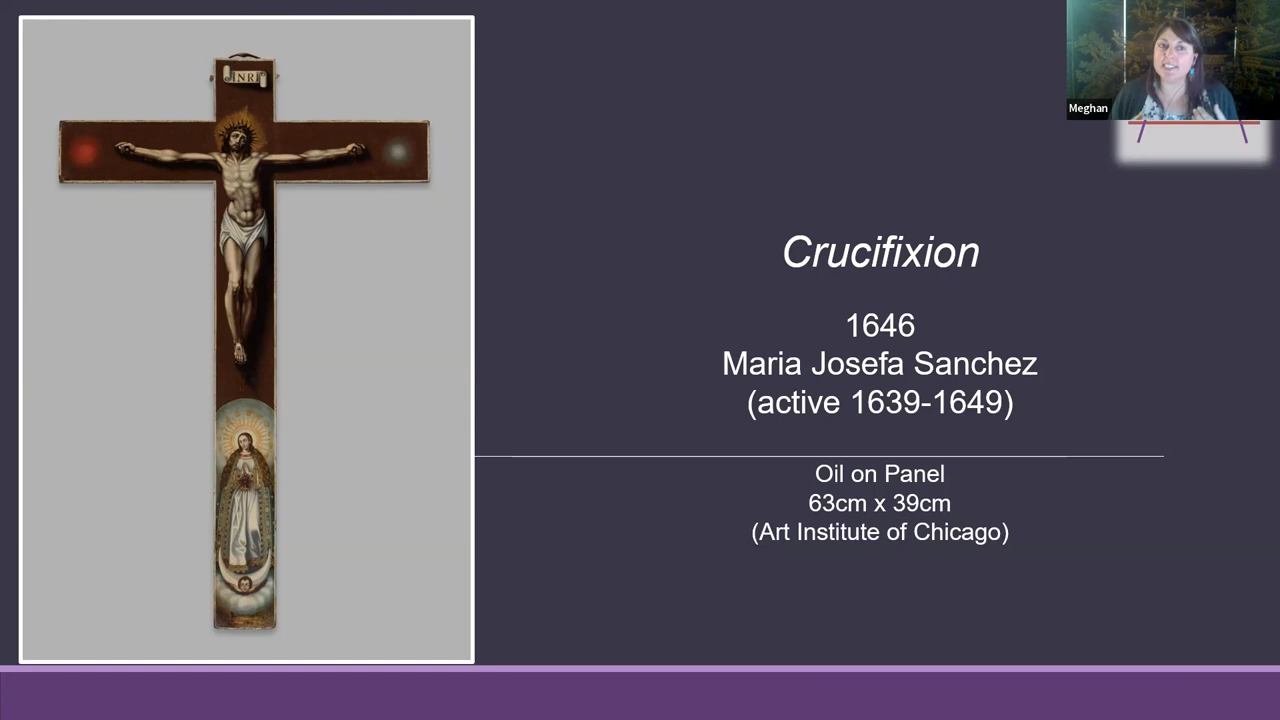 INRI
Crucifixion
1646
Maria Josefa Sanchez
(active 1639-1649)
Oil on Panel
63cm x 39cm
(Art Institute of Chicago)
Meghan